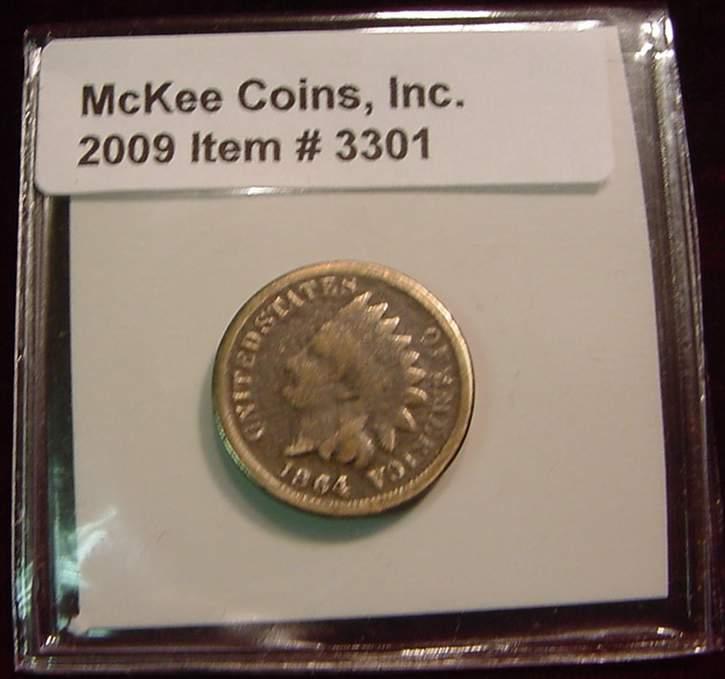 McKee Coins, Inc.
2009 Item # 3301
UNITED STATES
OF AMERICA
1864